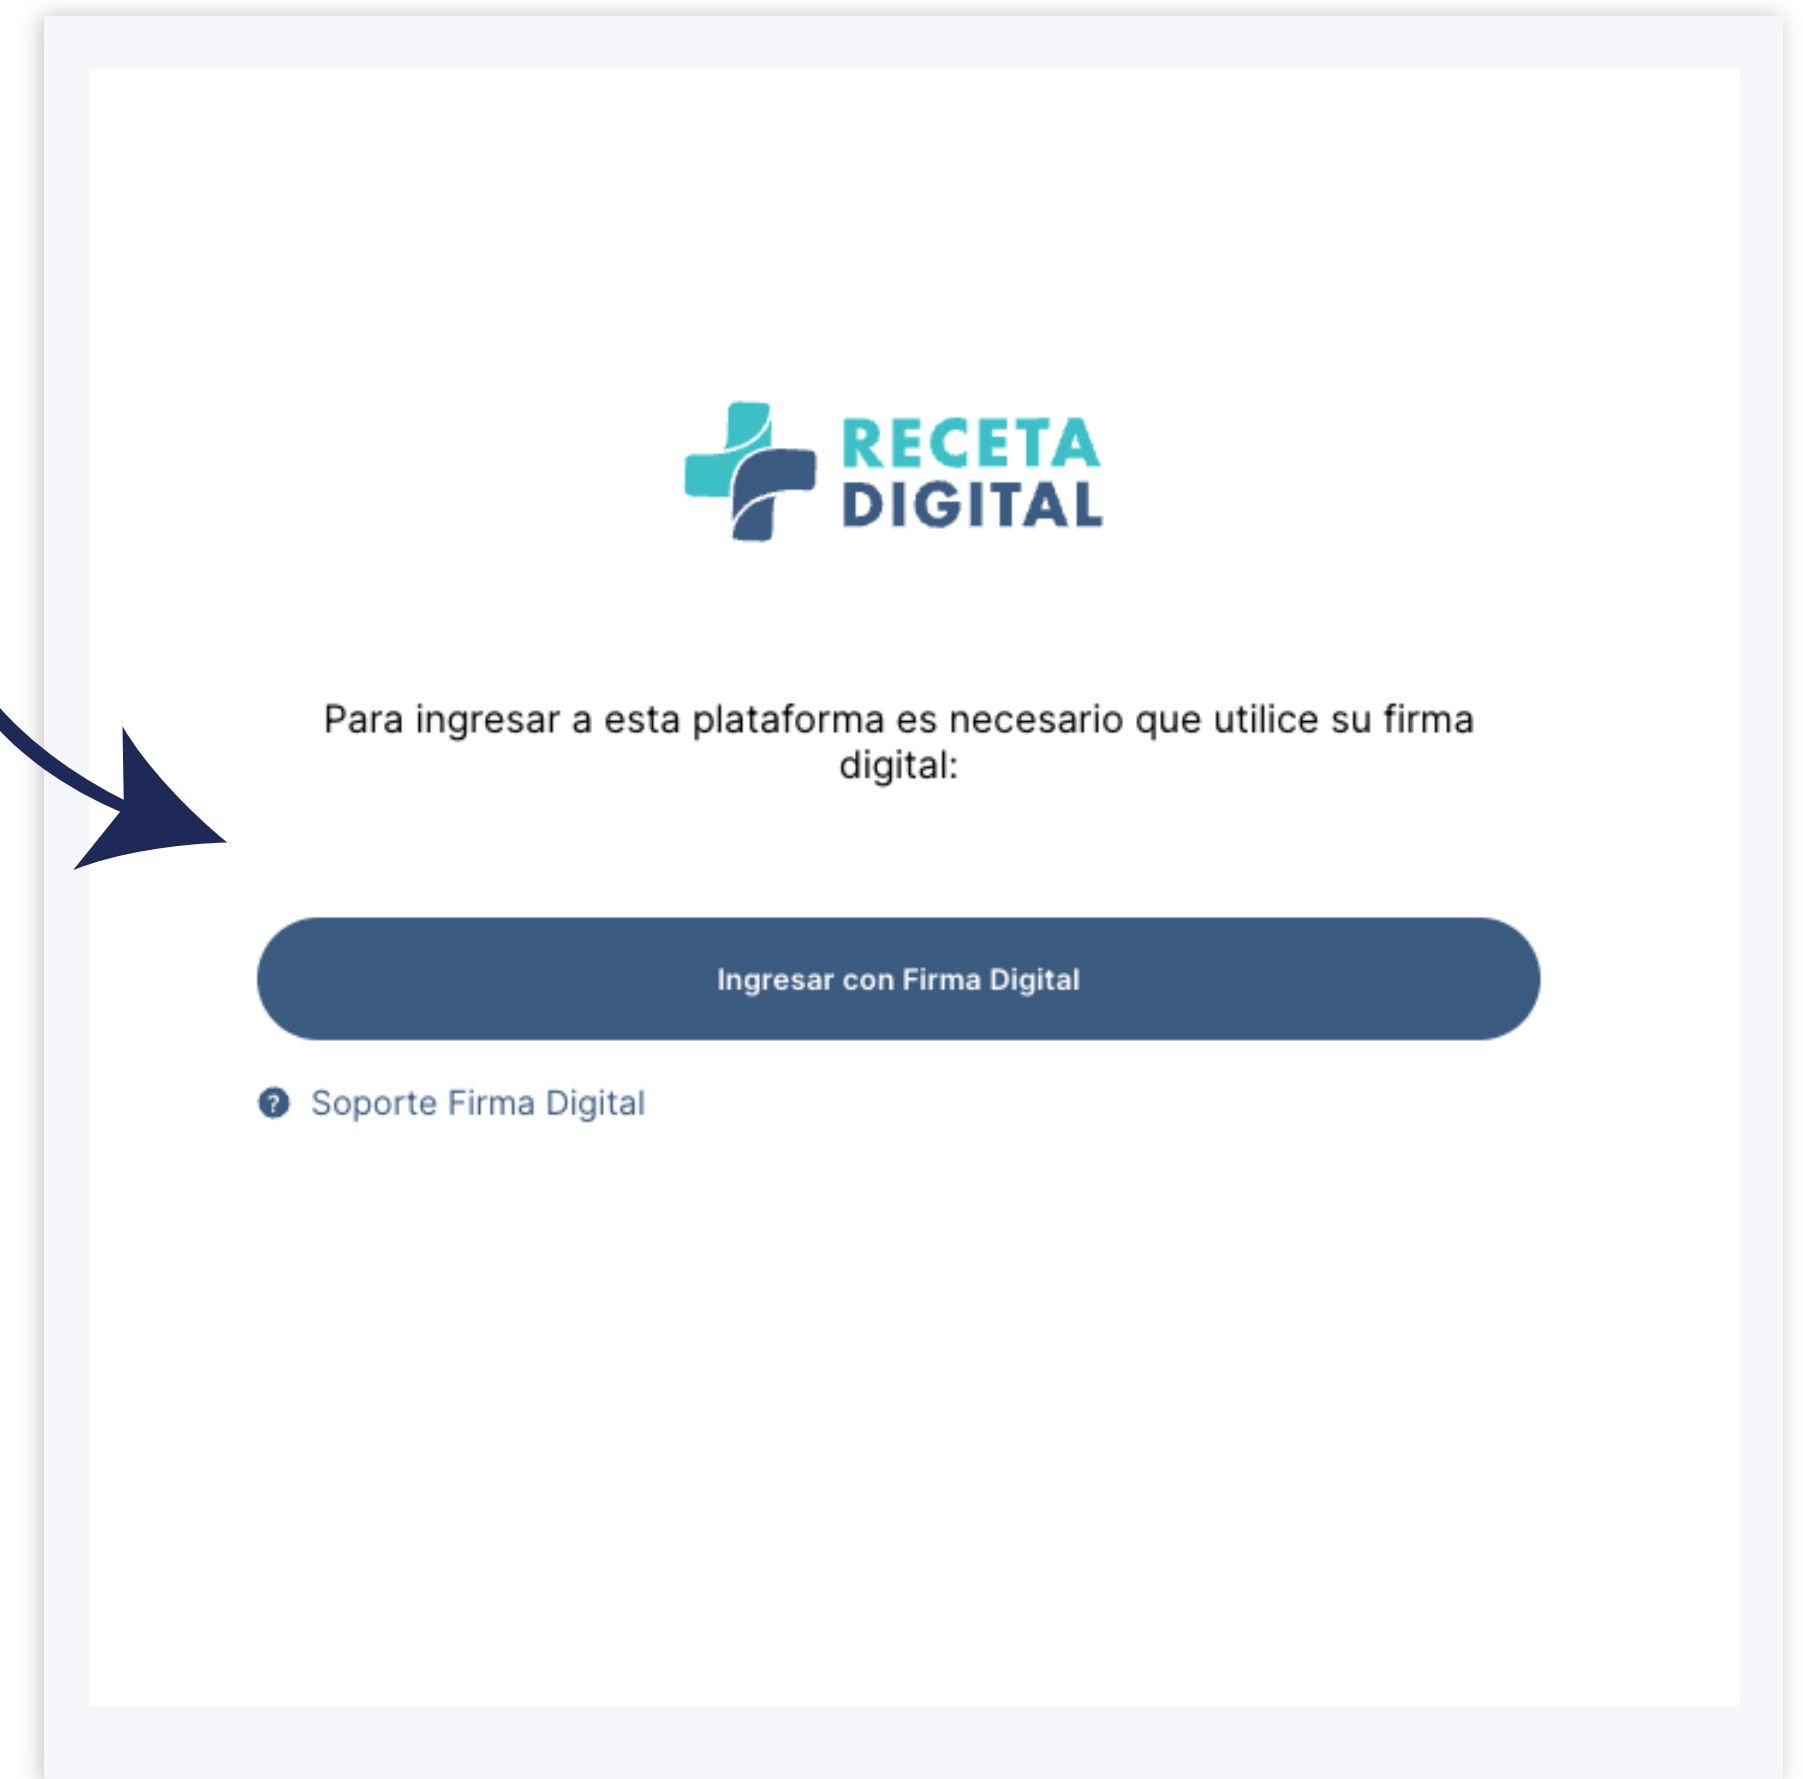 RECETA
DIGITAL
Para ingresar a esta plataforma es necesario que utilice su firma
digital:
Ingresar con Firma Digital
? Soporte Firma Digital